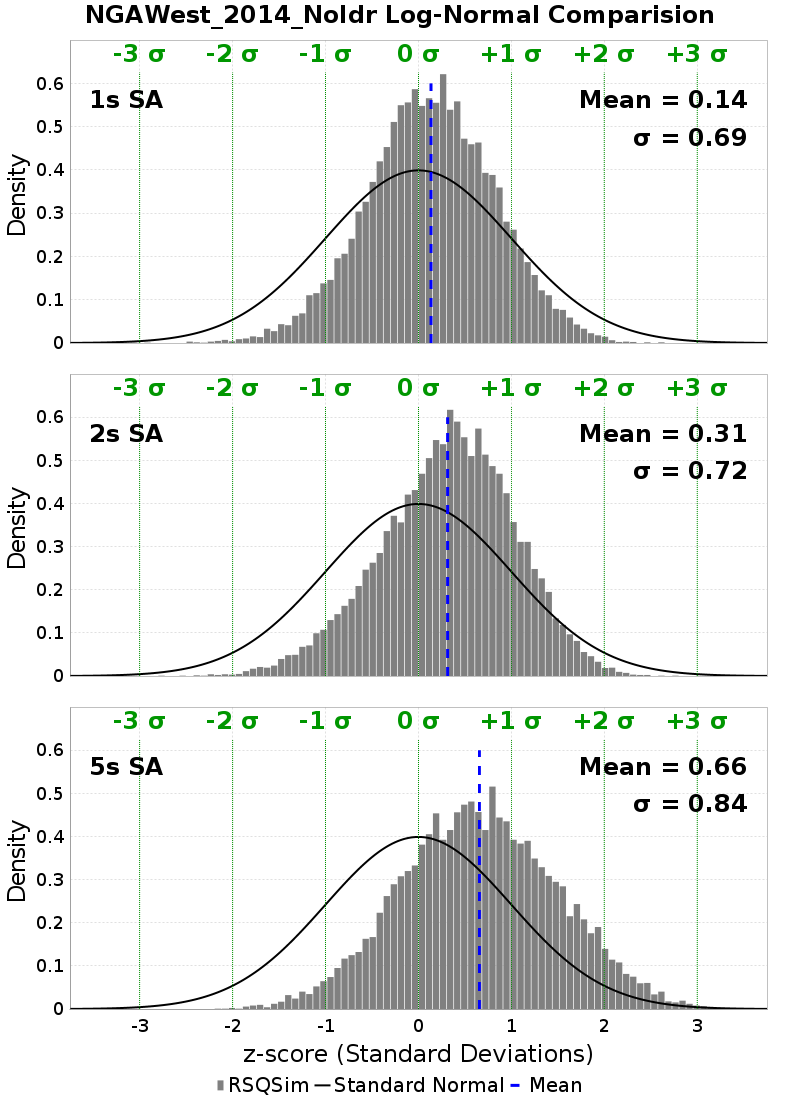 NGAWest_2014_NoIdr Log-Normal Comparision
-3 σ -2 σ -1 σ 0 σ +1 σ +2 σ +3 σ
1s SA
Mean = 0.14
σ = 0.69
Density
0.6
0.5
0.4
0.3
0.2
0.1
0
-3 σ -2 σ -1 σ 0 σ +1 σ +2 σ +3 σ
2s SA
Mean = 0.31
σ = 0.72
Density
0.6
0.5
0.4
0.3
0.2
0.1
0
-3 σ -2 σ -1 σ 0 σ +1 σ +2 σ +3 σ
5s SA
Mean = 0.66
σ = 0.84
Density
0.6
0.5
0.4
0.3
0.2
0.1
0
-3 -2 -1 0 1 2 3
z-score (Standard Deviations)
RSQSim Standard Normal Mean